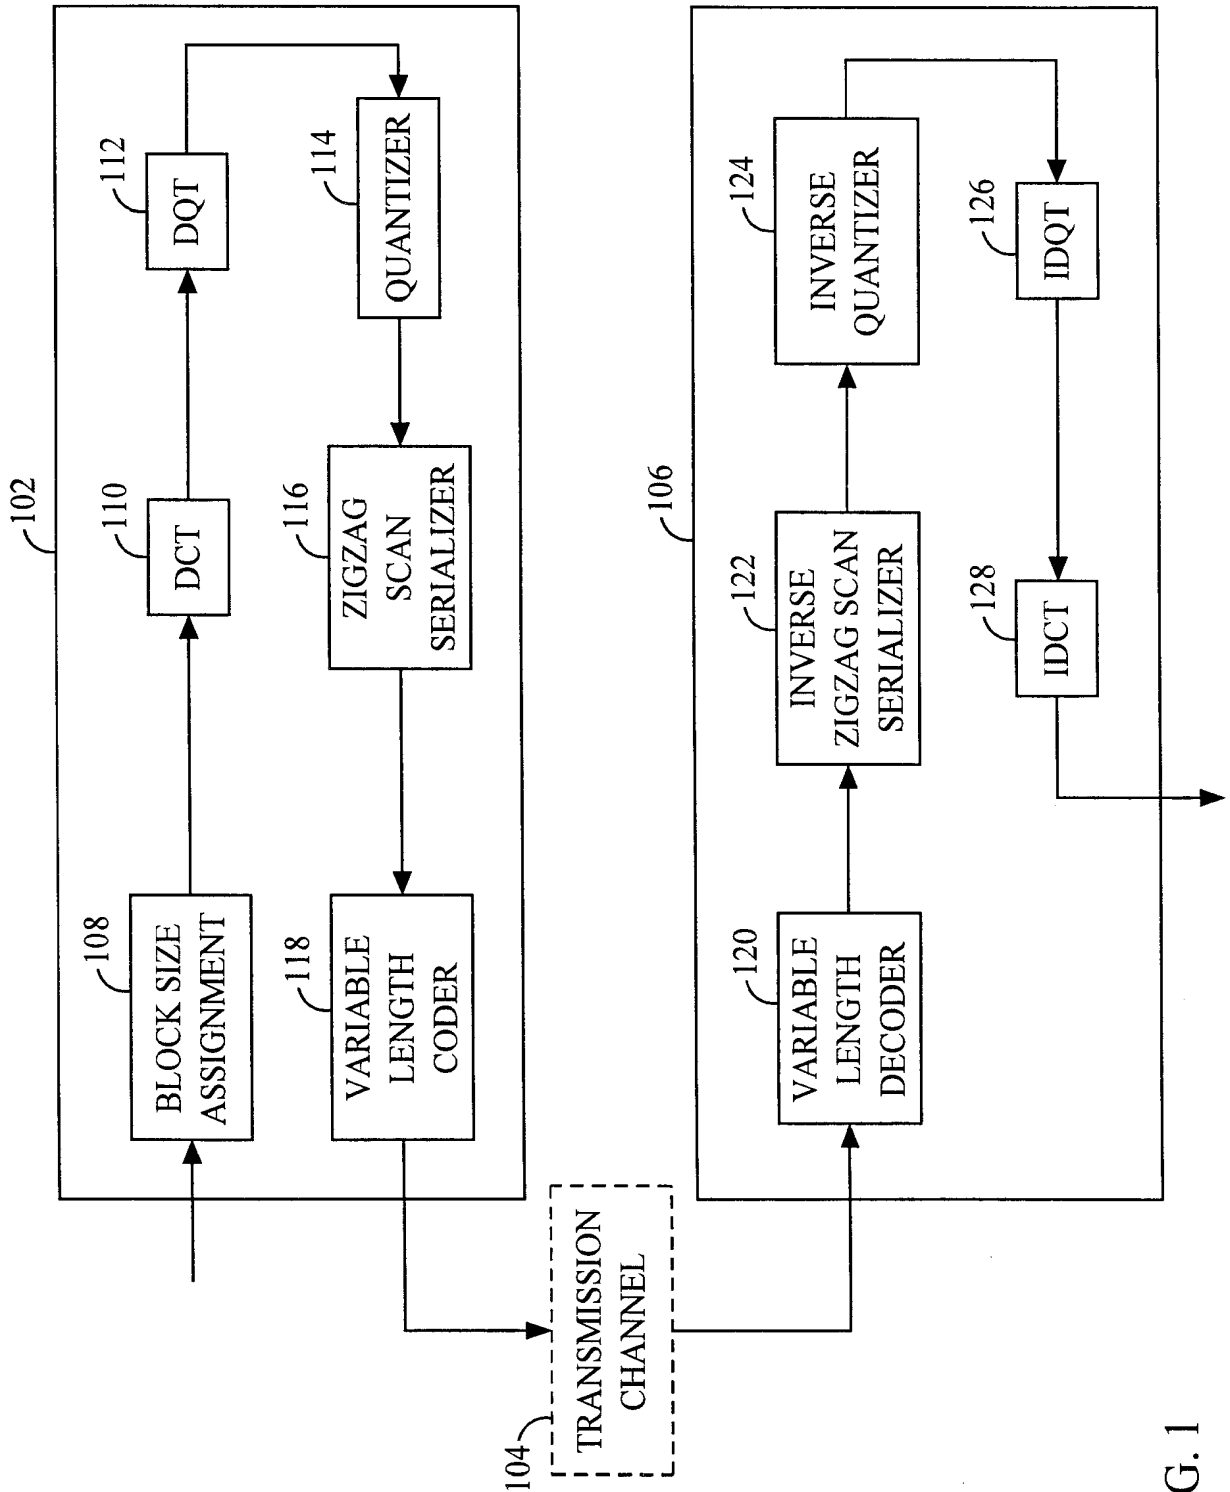 102
108
BLOCK SIZE
ASSIGNMENT
110
DCT
112
DQT
114
QUANTIZER
116
ZIGZAG
SCAN
SERIALIZER
118
VARIABLE
LENGTH
CODER
104
TRANSMISSION
CHANNEL
106
120
VARIABLE
LENGTH
DECODER
122
INVERSE
ZIGZAG SCAN
SERIALIZER
124
INVERSE
QUANTIZER
126
IDQT
128
IDCT
G. 1